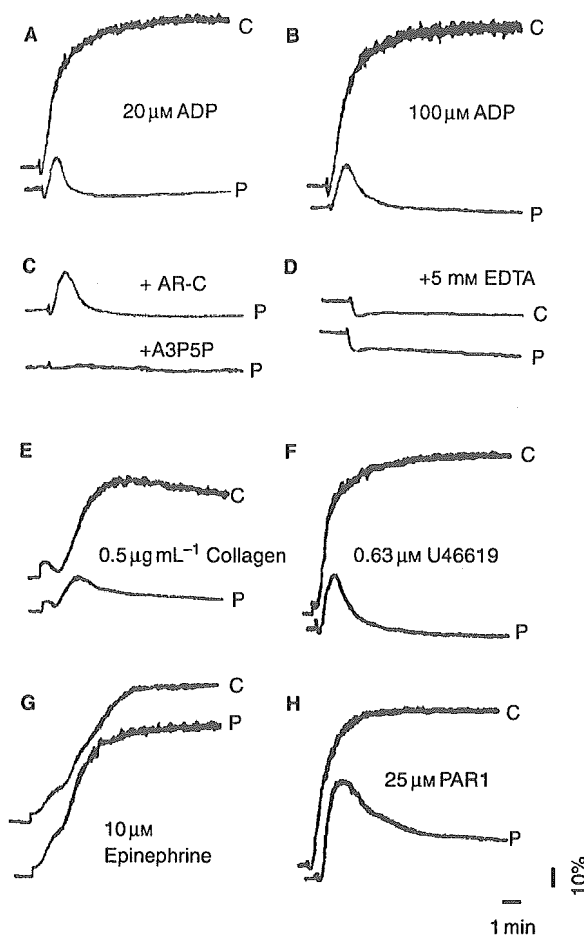 A
C
20 µM ADP
P
B
C
100 µM ADP
P
C
+ AR-C
P
+A3P5P
P
D
+5 mM EDTA
C
P
E
C
0.5 µg mL⁻¹ Collagen
P
F
C
0.63 µM U46619
P
G
C
P
10 µM
Epinephrine
H
C
25 µM PAR1
P
10%
1 min